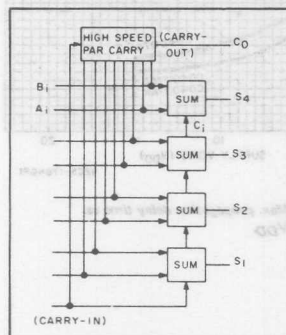 HIGH SPEED
PAR CARRY
(CARRY-
OUT)
C0
Bi
Ai
SUM
S4
Ci
SUM
S3
SUM
S2
SUM
S1
(CARRY-IN)